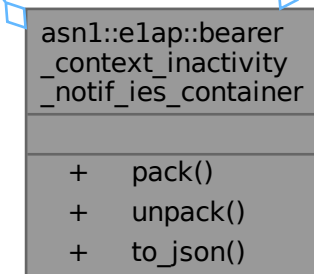 asn1::e1ap::bearer
_context_inactivity
_notif_ies_container
+ pack()
+ unpack()
+ to_json()